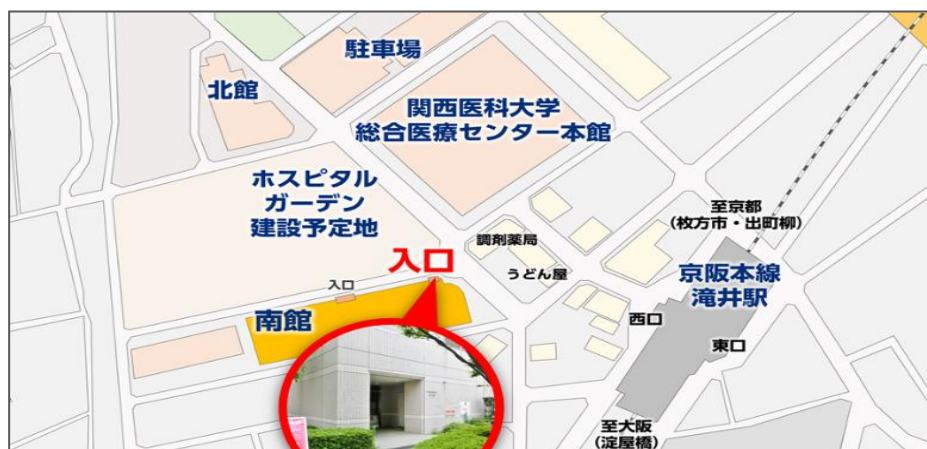 駐車場
北館
関西医科大学
総合医療センター本館
ホスピタル
ガーデン
建設予定地
至京都
(枚方市・出町柳)
調剤薬局
入口
うどん屋
京阪本線
滝井駅
入口
南館
西口
東口
至大阪
(淀屋橋)